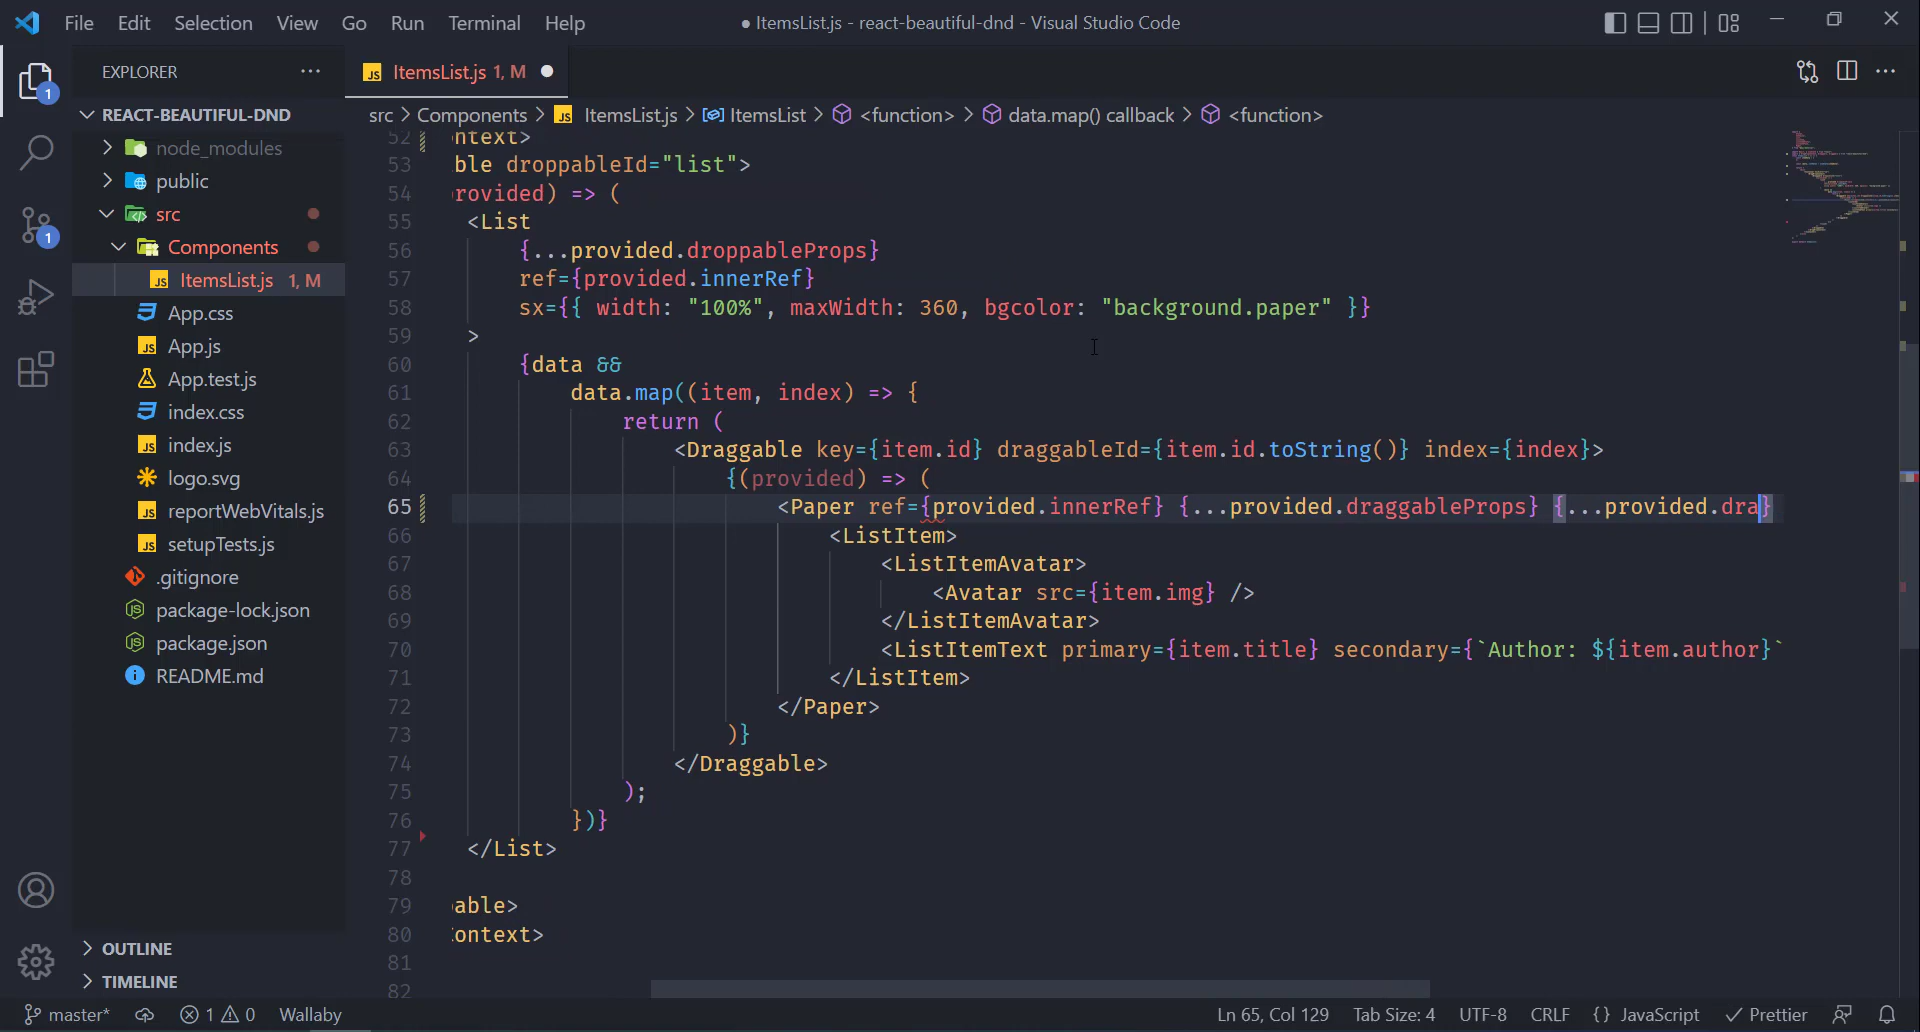 File Edit Selection View Go Run Terminal Help
● ItemsList.js - react-beautiful-dnd - Visual Studio Code
EXPLORER
JS ItemsList.js 1, M
1
REACT-BEAUTIFUL-DND
src > Components > JS ItemsList.js > ItemsList > <function> > data.map() callback > <function>
node_modules
public
src
Components
JS ItemsList.js 1, M
App.css
JS App.js
App.test.js
index.css
JS index.js
logo.svg
JS reportWebVitals.js
JS setupTests.js
.gitignore
package-lock.json
package.json
README.md
1
52 ntext>
53 ble droppableId="list">
54 rovided) => (
55 <List
56 {...provided.droppableProps}
57 ref={provided.innerRef}
58 sx={{ width: "100%", maxWidth: 360, bgcolor: "background.paper" }}
59 >
60 {data &&
61 data.map((item, index) => {
62 return (
63 <Draggable key={item.id} draggableId={item.id.toString()} index={index}>
64 {(provided) => (
65 <Paper ref={provided.innerRef} {...provided.draggableProps} {...provided.dra}
66 <ListItem>
67 <ListItemAvatar>
68 <Avatar src={item.img} />
69 </ListItemAvatar>
70 <ListItemText primary={item.title} secondary={`Author: ${item.author}`
71 </ListItem>
72 </Paper>
73 )}
74 </Draggable>
75 );
76 })}
77 </List>
78
79 able>
80 ontext>
81
82
OUTLINE
TIMELINE
master* 1 0 Wallaby
Ln 65, Col 129 Tab Size: 4 UTF-8 CRLF {} JavaScript Prettier